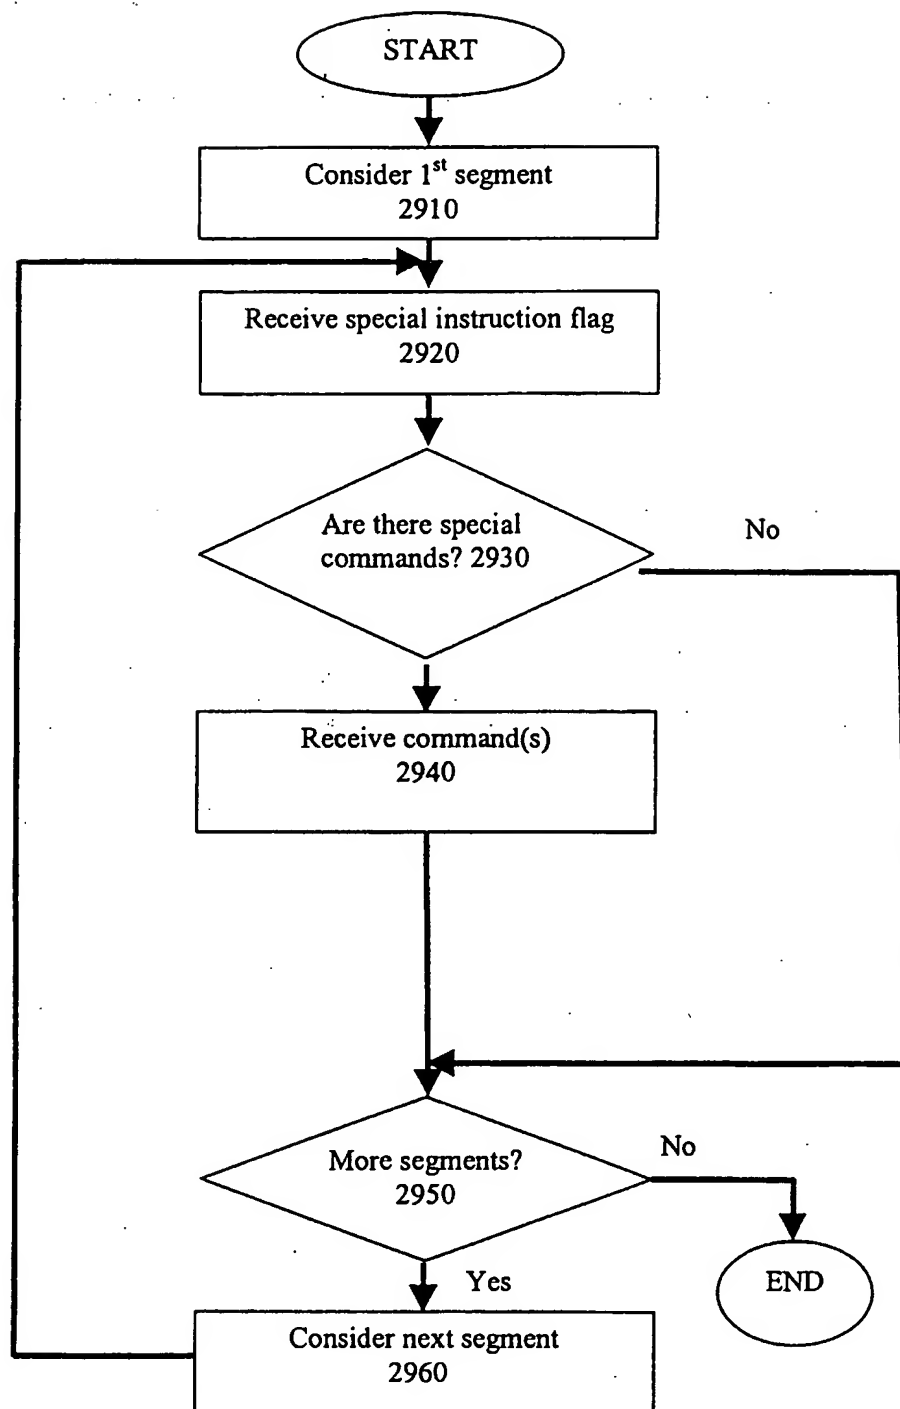 START
Consider 1st segment
2910
Receive special instruction flag
2920
Are there special
commands? 2930
No
Receive command(s)
2940
More segments?
2950
No
Yes
END
Consider next segment
2960